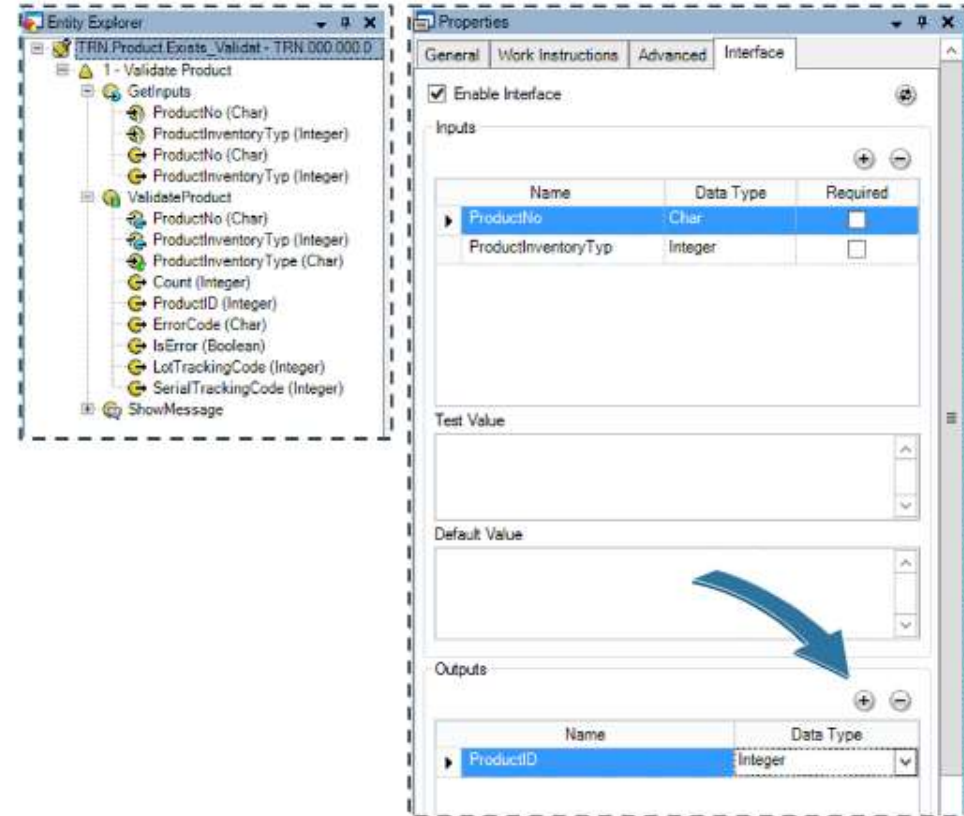 Entity Explorer
TRN.Product.Exists_Validat - TRN.000.000.0
1 - Validate Product
GetInputs
ProductNo (Char)
ProductInventoryTyp (Integer)
ProductNo (Char)
ProductInventoryTyp (Integer)
ValidateProduct
ProductNo (Char)
ProductInventoryTyp (Integer)
ProductInventoryType (Char)
Count (Integer)
ProductID (Integer)
ErrorCode (Char)
IsError (Boolean)
LotTrackingCode (Integer)
SerialTrackingCode (Integer)
ShowMessage
Properties
General Work Instructions Advanced Interface
Enable Interface
Inputs
Name Data Type Required
ProductNo Char
ProductInventoryTyp Integer
Test Value
Default Value
Outputs
Name Data Type
ProductID Integer